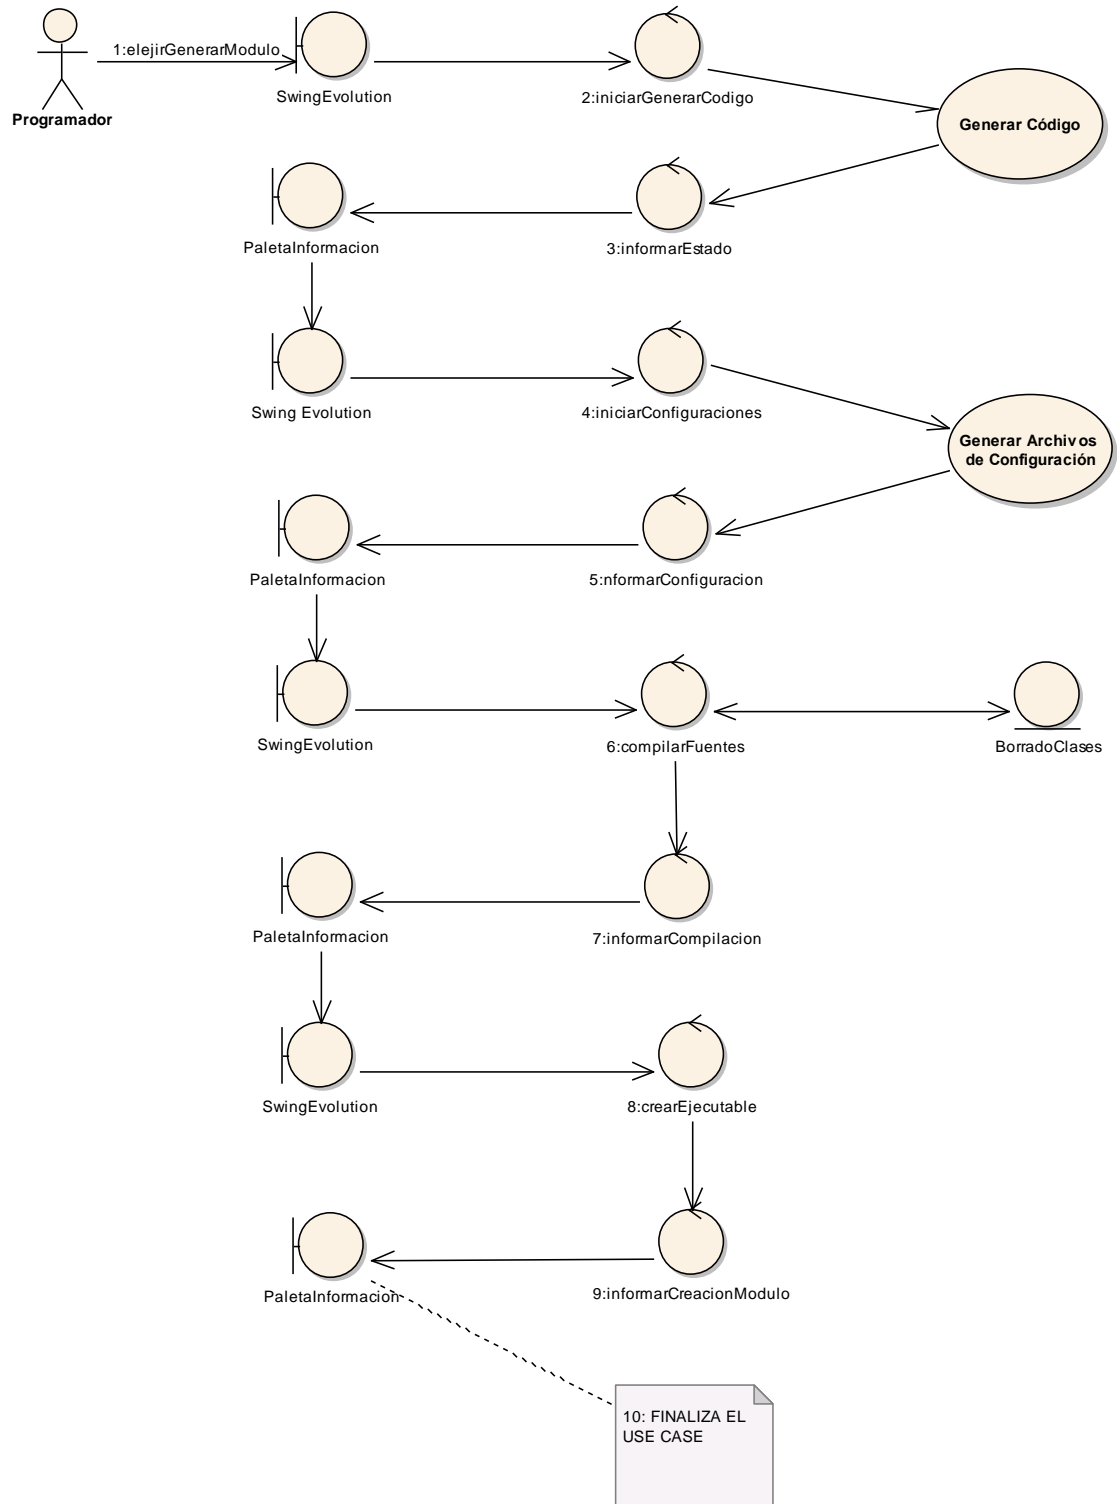 1:elejirGenerarModulo
Programador
SwingEvolution
2:iniciarGenerarCodigo
Generar Código
PaletaInformacion
3:informarEstado
Swing Evolution
4:iniciarConfiguraciones
Generar Archivos
de Configuración
PaletaInformacion
5:nformarConfiguracion
SwingEvolution
6:compilarFuentes
BorradoClases
PaletaInformacion
7:informarCompilacion
SwingEvolution
8:crearEjecutable
PaletaInformacion
9:informarCreacionModulo
10: FINALIZA EL
USE CASE